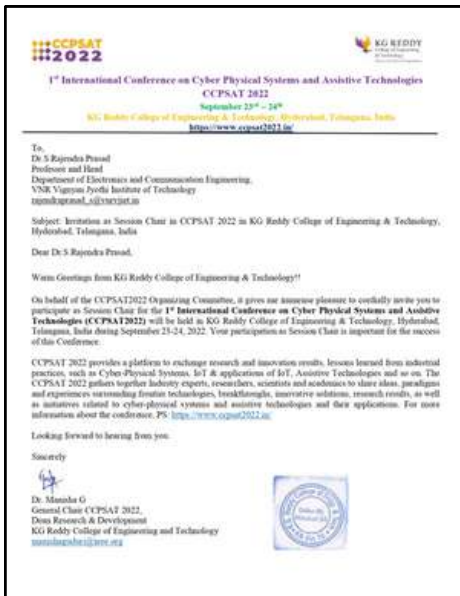 CCPSAT
2022
KG REDDY
College of Engineering
& Technology
1st International Conference on Cyber Physical Systems and Assistive Technologies
CCPSAT 2022
September 23rd – 24th
KG Reddy College of Engineering & Technology, Hyderabad, Telangana, India
https://www.ccpsat2022.in/
To,
Dr S Rajendra Prasad
Professor and Head
Department of Electronics and Communication Engineering,
VNR Vignyan Jyothi Institute of Technology
rajendraprasad_s@vnrvjiet.in
Subject: Invitation as Session Chair in CCPSAT 2022 in KG Reddy College of Engineering & Technology,
Hyderabad, Telangana, India
Dear Dr S Rajendra Prasad,
Warm Greetings from KG Reddy College of Engineering & Technology!!
On behalf of the CCPSAT2022 Organizing Committee, it gives me immense pleasure to cordially invite you to
participate as Session Chair for the 1st International Conference on Cyber Physical Systems and Assistive
Technologies (CCPSAT2022) will be held in KG Reddy College of Engineering & Technology, Hyderabad,
Telangana, India during September 23-24, 2022. Your participation as Session Chair is important for the success
of this Conference.
CCPSAT 2022 provides a platform to exchange research and innovation results, lessons learned from industrial
practices, such as Cyber-Physical Systems, IoT & applications of IoT, Assistive Technologies and so on. The
CCPSAT 2022 gathers together Industry experts, researchers, scientists and academics to share ideas, paradigms
and experiences surrounding frontier technologies, breakthroughs, innovative solutions, research results, as well
as initiatives related to cyber-physical systems and assistive technologies and their applications. For more
information about the conference, PS: https://www.ccpsat2022.in/
Looking forward to hearing from you.
Sincerely
Dr. Manisha G
General Chair CCPSAT 2022,
Dean Research & Development
KG Reddy College of Engineering and Technology